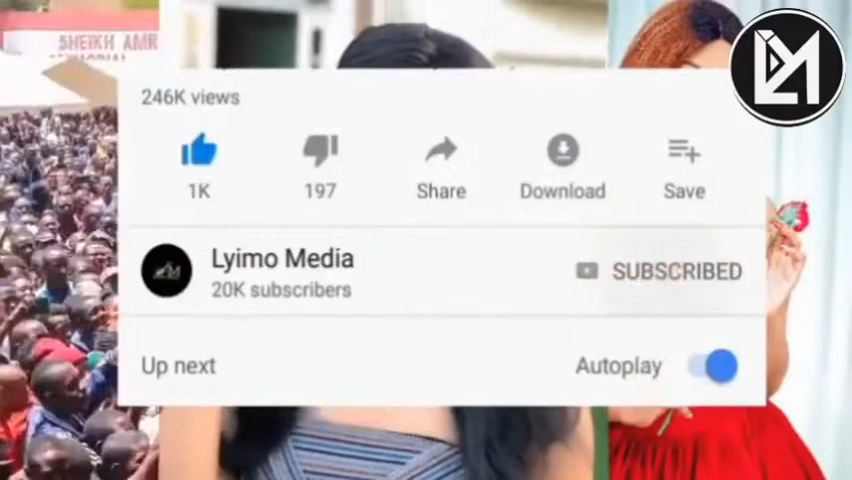 SHEIKH AMR
246K views
1K
197
Share
Download
Save
Lyimo Media
20K subscribers
SUBSCRIBED
Up next
Autoplay